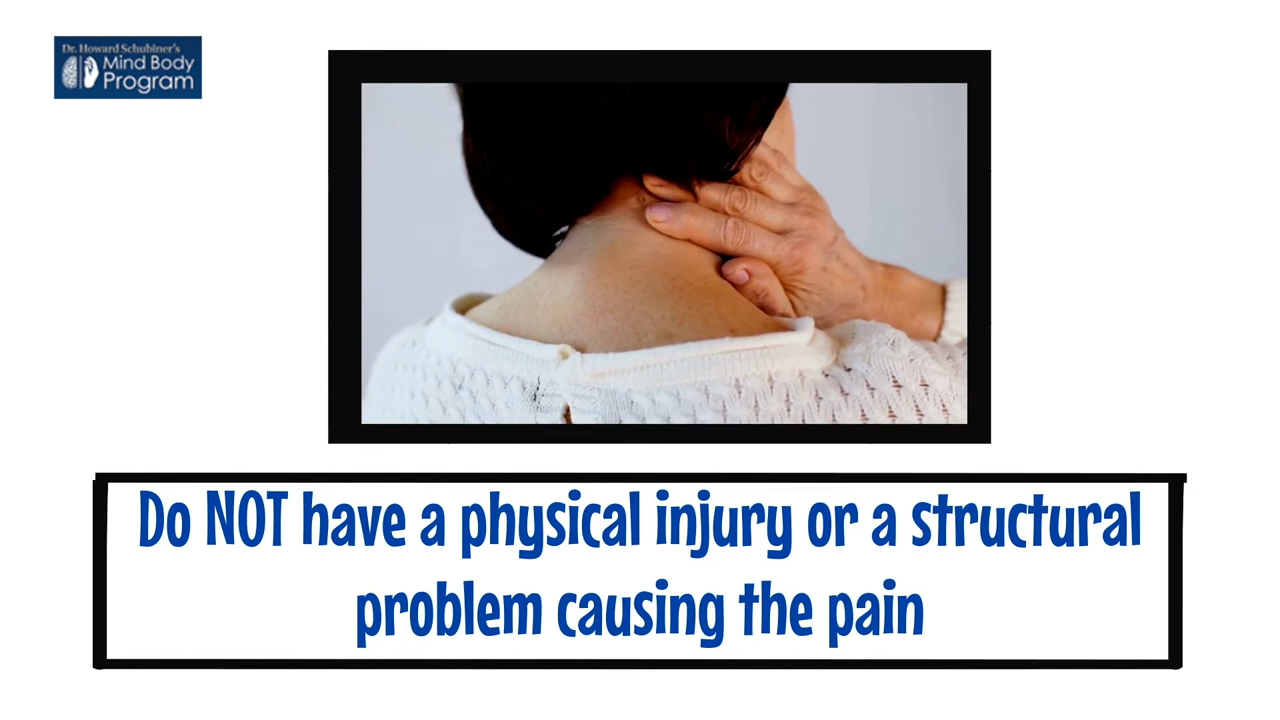 Dr. Howard Schubiner's
Mind Body
Program
Do NOT have a physical injury or a structural
problem causing the pain